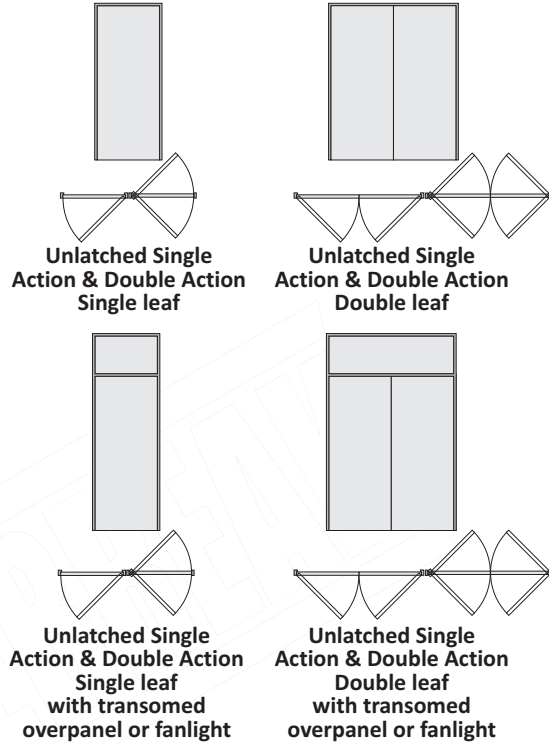 Unlatched Single
Action & Double Action
Single leaf
Unlatched Single
Action & Double Action
Double leaf
Unlatched Single
Action & Double Action
Single leaf
with transomed
overpanel or fanlight
Unlatched Single
Action & Double Action
Double leaf
with transomed
overpanel or fanlight